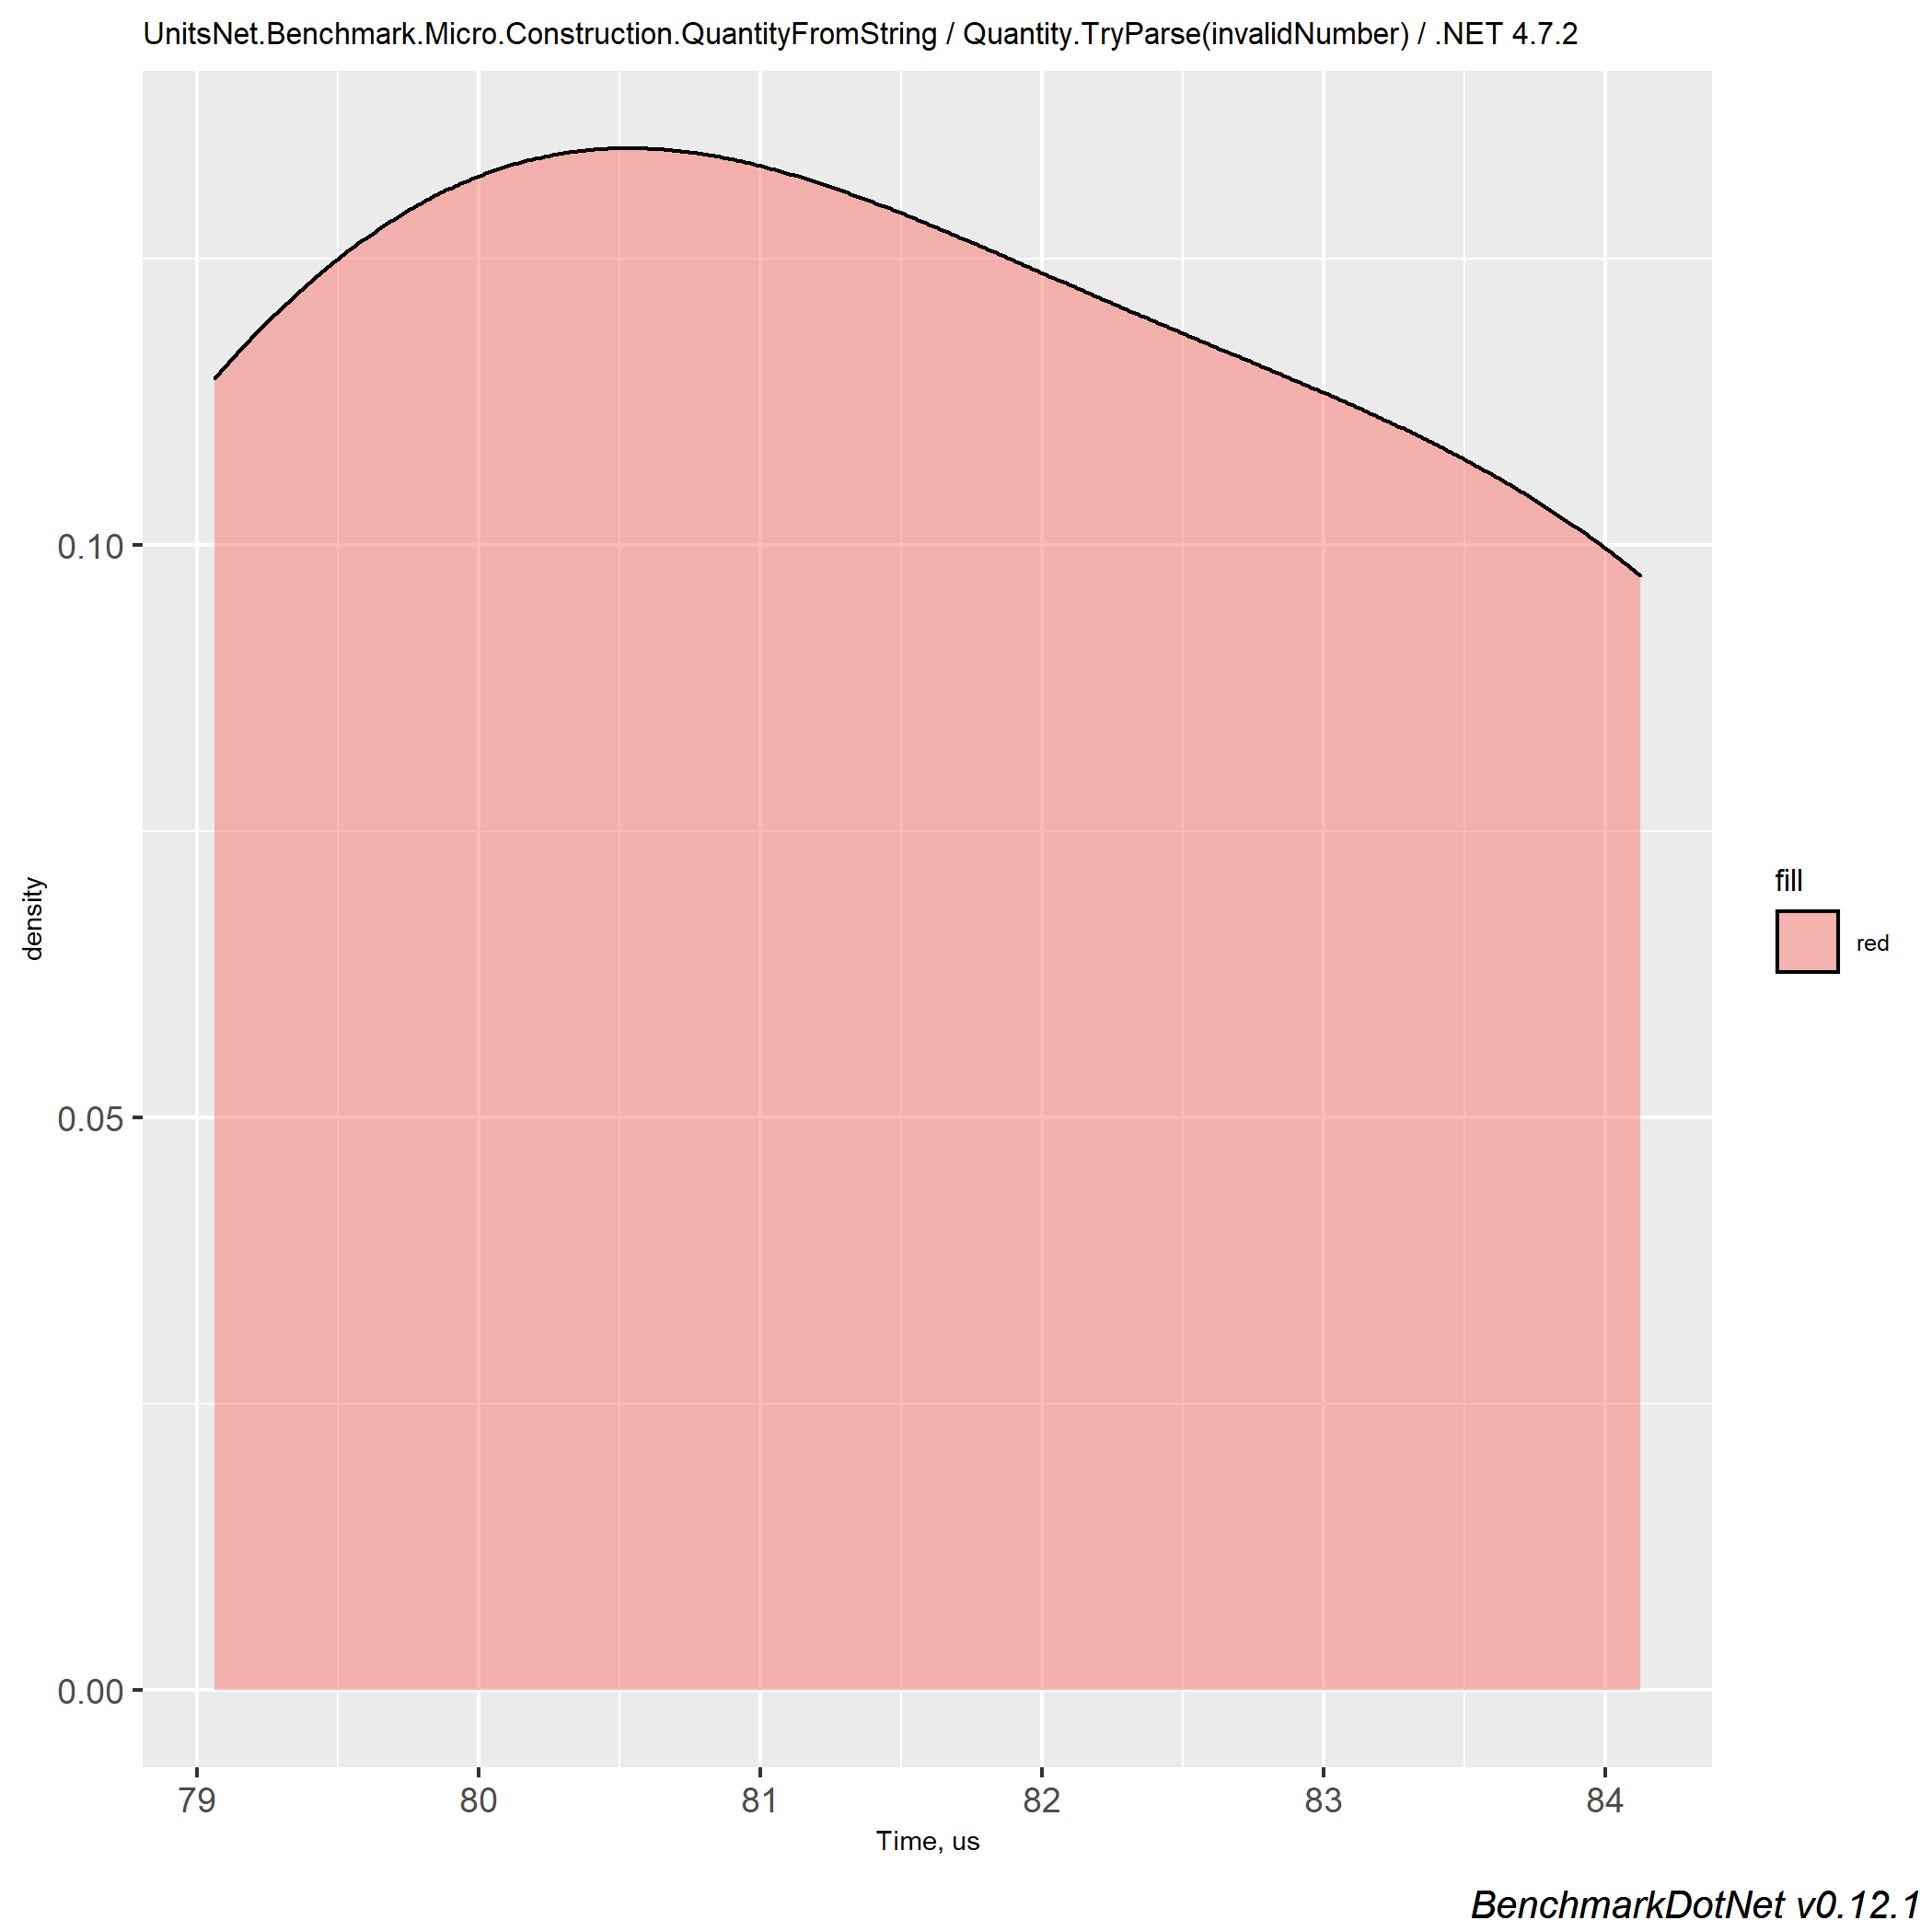 UnitsNet.Benchmark.Micro.Construction.QuantityFromString / Quantity.TryParse(invalidNumber) / .NET 4.7.2
0.10
0.05
0.00
density
79 80 81 82 83 84
Time, us
fill
red
BenchmarkDotNet v0.12.1